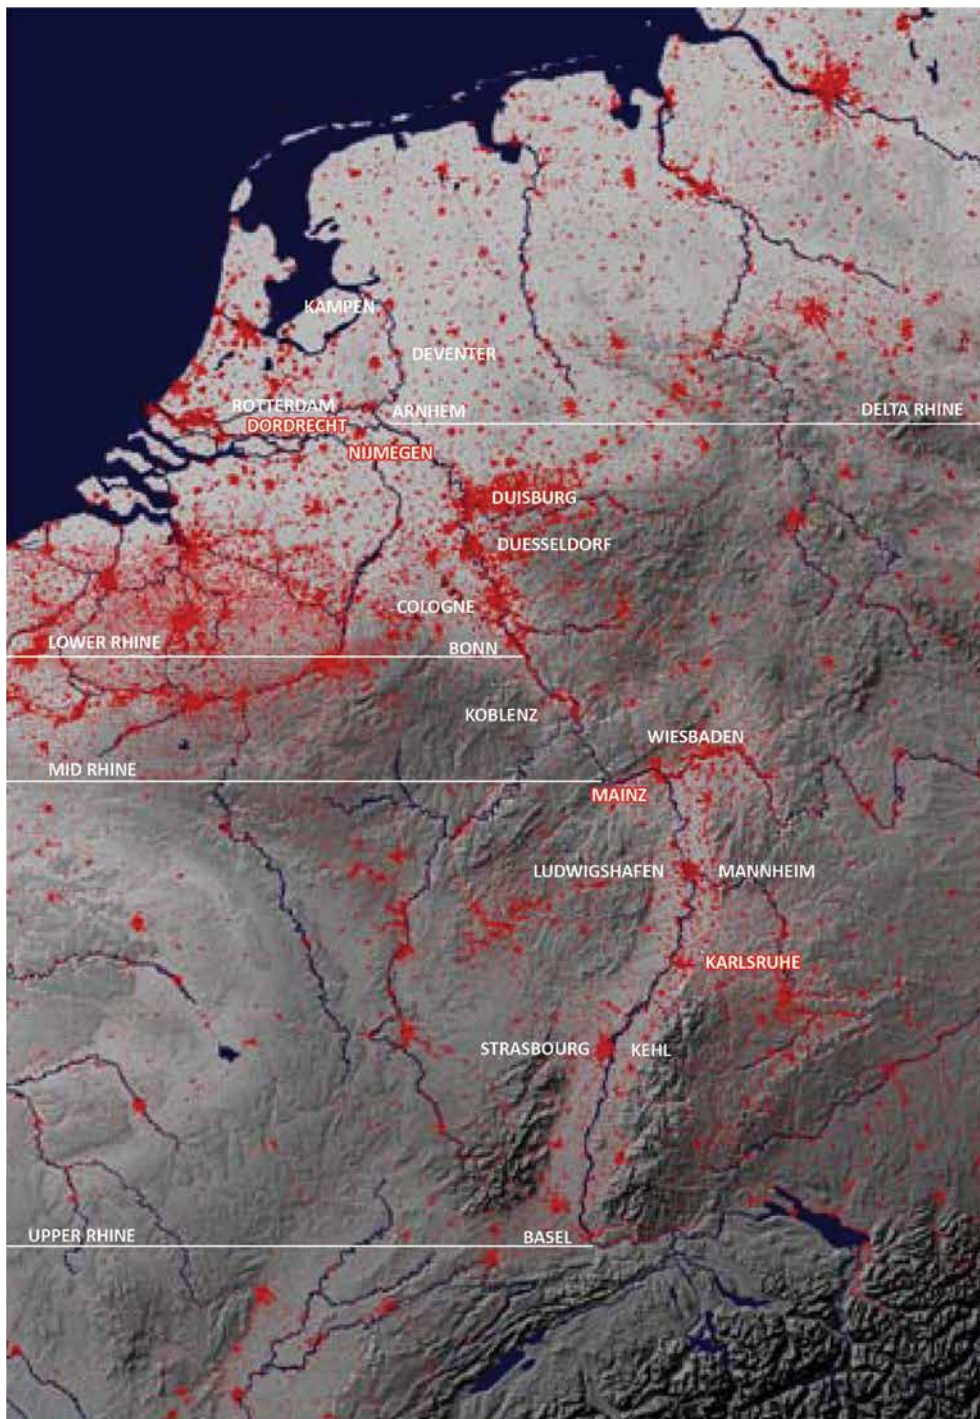 KAMPEN
DEVENTER
ROTTERDAM
ARNHEM
DELTA RHINE
DORDRECHT
NIJMEGEN
DUISBURG
DUESSELDORF
COLOGNE
LOWER RHINE
BONN
KOBLENZ
WIESBADEN
MID RHINE
MAINZ
LUDWIGSHAFEN
MANNHEIM
KARLSRUHE
STRASBOURG
KEHL
UPPER RHINE
BASEL